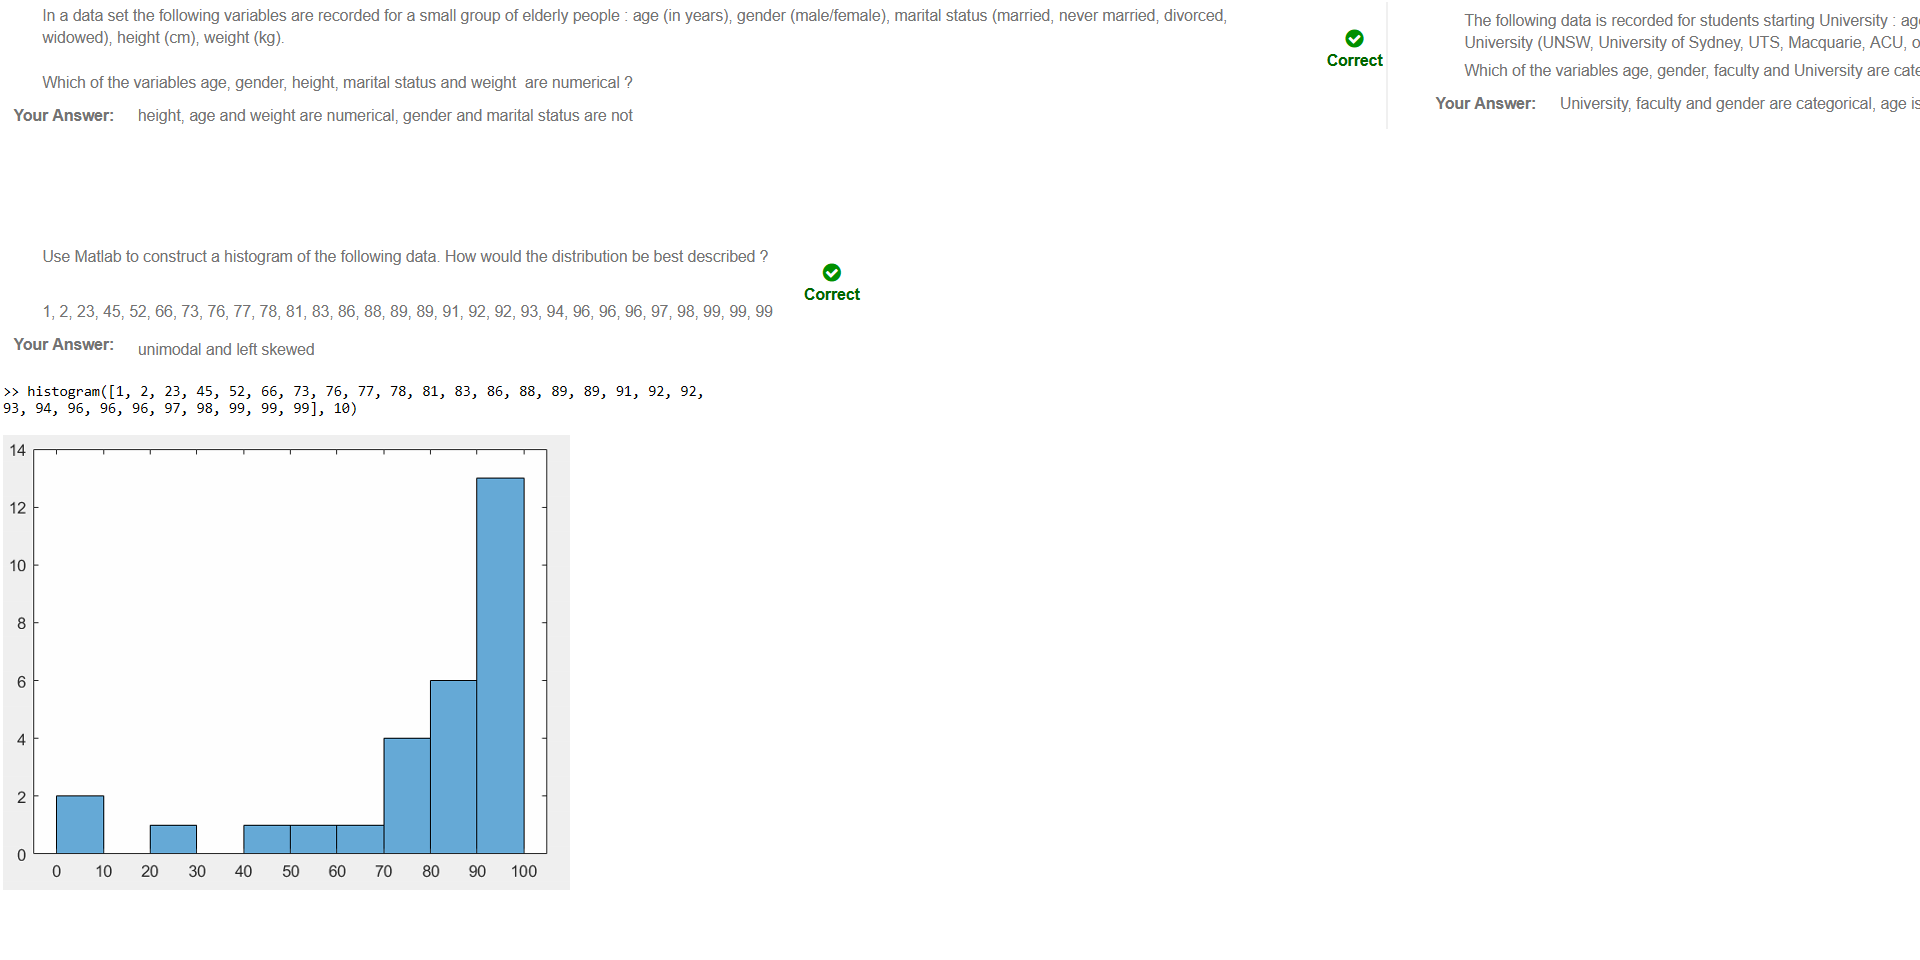 In a data set the following variables are recorded for a small group of elderly people : age (in years), gender (male/female), marital status (married, never married, divorced,
widowed), height (cm), weight (kg).
Correct
Which of the variables age, gender, height, marital status and weight are numerical ?
Your Answer: height, age and weight are numerical, gender and marital status are not
The following data is recorded for students starting University :
University (UNSW, University of Sydney, UTS, Macquarie, ACU,
Which of the variables age, gender, faculty and University are
Your Answer: University, faculty and gender are categorical, age is
Use Matlab to construct a histogram of the following data. How would the distribution be best described ?
Correct
1, 2, 23, 45, 52, 66, 73, 76, 77, 78, 81, 83, 86, 88, 89, 89, 91, 92, 92, 93, 94, 96, 96, 96, 97, 98, 99, 99, 99
Your Answer: unimodal and left skewed
>> histogram([1, 2, 23, 45, 52, 66, 73, 76, 77, 78, 81, 83, 86, 88, 89, 89, 91, 92, 92,
93, 94, 96, 96, 96, 97, 98, 99, 99, 99], 10)
14
12
10
8
6
4
2
0
0 10 20 30 40 50 60 70 80 90 100